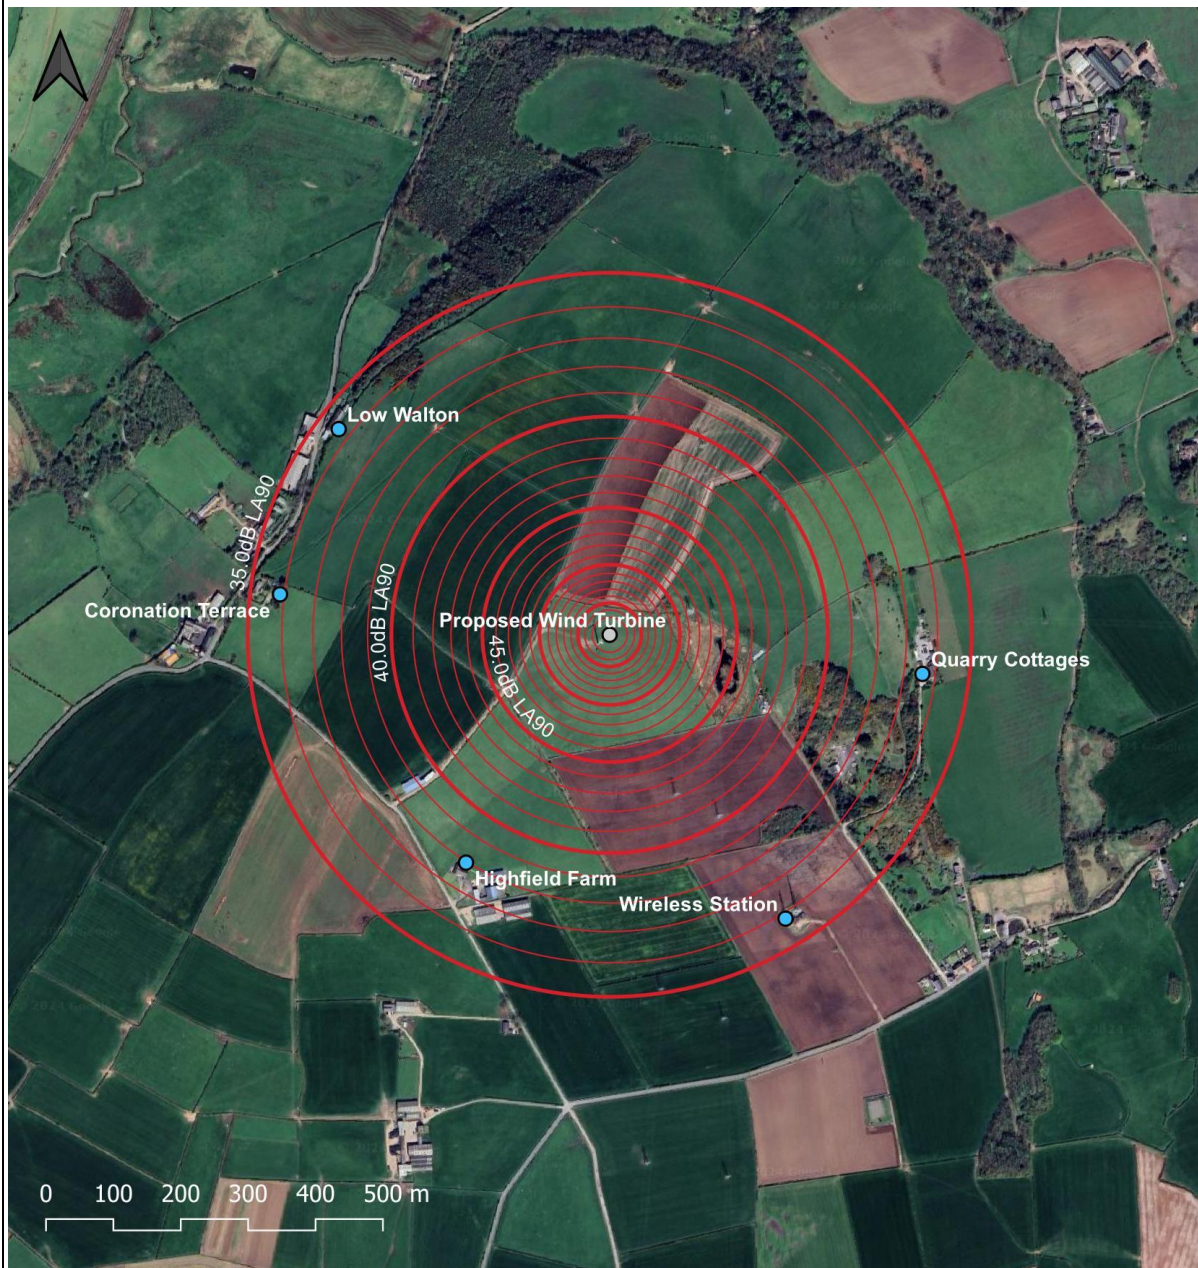 Low Walton
35.0dB LA90
Coronation Terrace
40.0dB LA90
Proposed Wind Turbine
45.0dB LA90
Quarry Cottages
Highfield Farm
Wireless Station
0 100 200 300 400 500 m